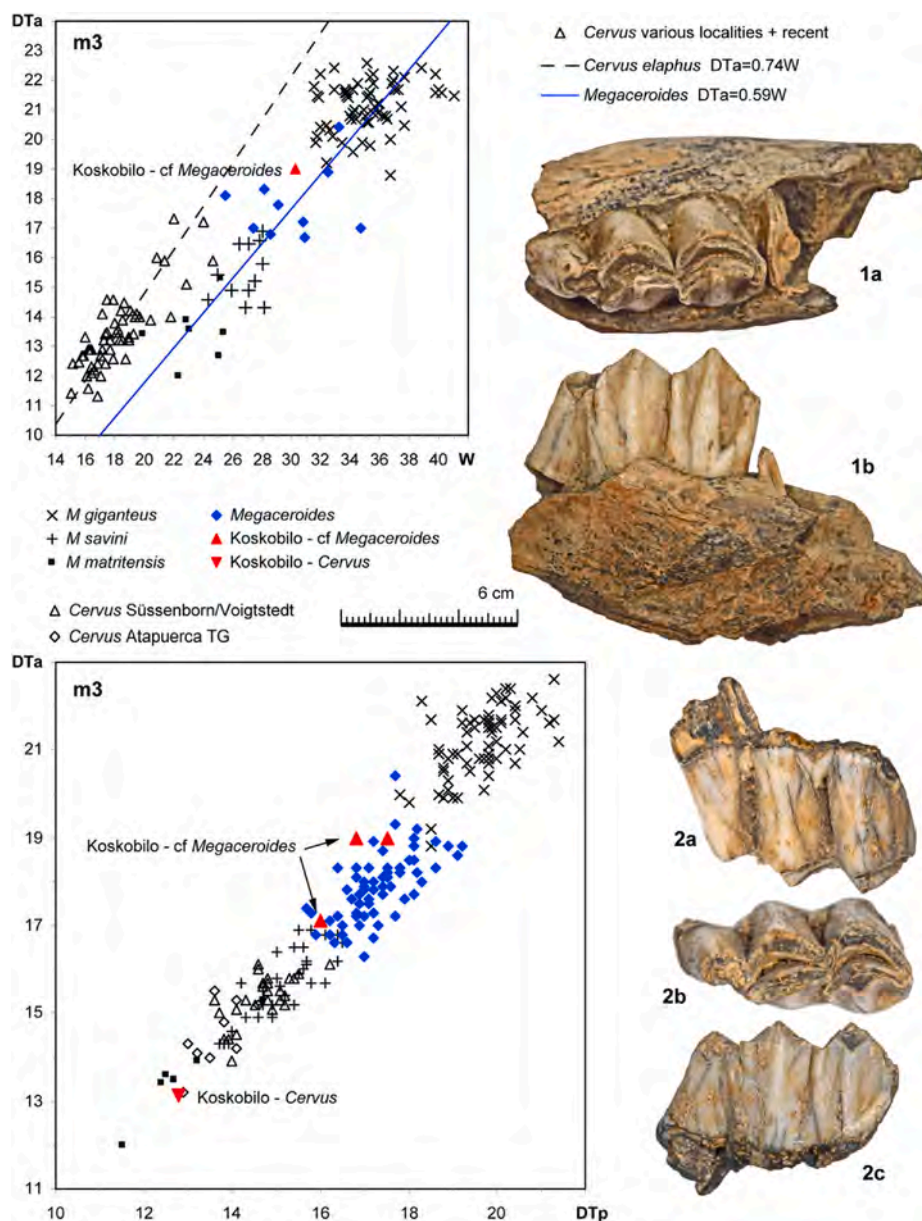 DTa
24
m3
23
22
21
20
19
18
17
16
15
14
13
12
11
10
Koskobilo - cf Megaceroides
14 16 18 20 22 24 26 28 30 32 34 36 38 40 W
Cervus various localities + recent
Cervus elaphus DTa=0.74W
Megaceroides DTa=0.59W
1a
1b
M giganteus
M savini
M matritensis
Megaceroides
Koskobilo - cf Megaceroides
Koskobilo - Cervus
Cervus Süssenborn/Voigtstedt
Cervus Atapuerca TG
6 cm
DTa
23
m3
21
19
17
15
13
11
Koskobilo - cf Megaceroides
Koskobilo - Cervus
10 12 14 16 18 20 DTp
2a
2b
2c